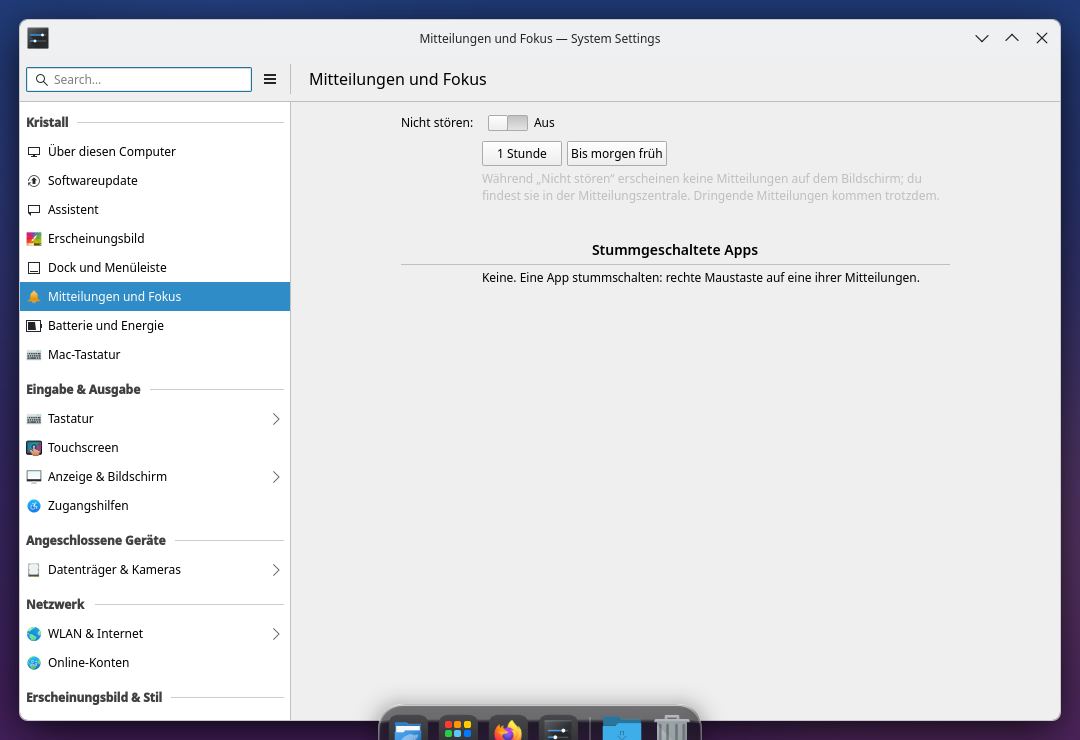 Mitteilungen und Fokus — System Settings
Search...
Mitteilungen und Fokus
Kristall
Über diesen Computer
Softwareupdate
Assistent
Erscheinungsbild
Dock und Menüleiste
Mitteilungen und Fokus
Batterie und Energie
Mac-Tastatur
Eingabe & Ausgabe
Tastatur
Touchscreen
Anzeige & Bildschirm
Zugangshilfen
Angeschlossene Geräte
Datenträger & Kameras
Netzwerk
WLAN & Internet
Online-Konten
Erscheinungsbild & Stil
Nicht stören: Aus
1 Stunde Bis morgen früh
Während „Nicht stören“ erscheinen keine Mitteilungen auf dem Bildschirm; du
findest sie in der Mitteilungszentrale. Dringende Mitteilungen kommen trotzdem.
Stummgeschaltete Apps
Keine. Eine App stummschalten: rechte Maustaste auf eine ihrer Mitteilungen.